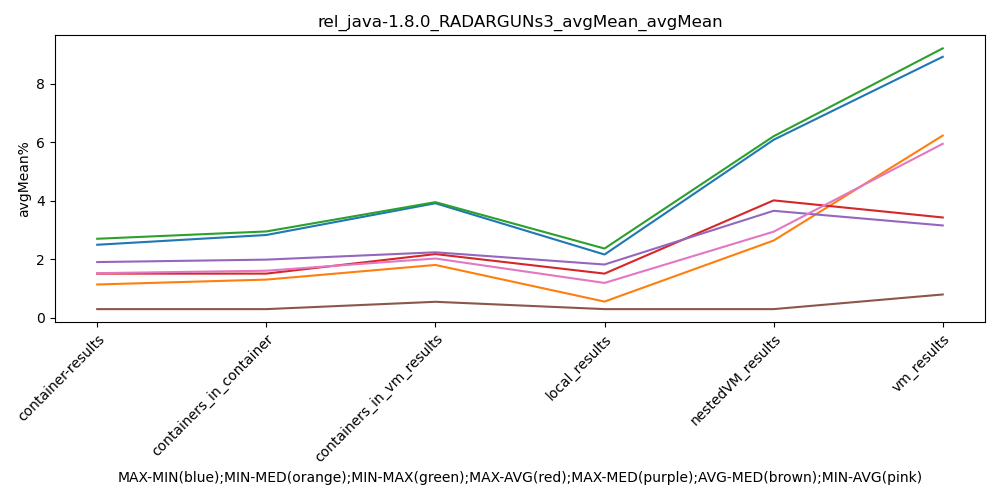 rel_java-1.8.0_RADARGUNs3_avgMean_avgMean
avgMean%
8
6
4
2
0
container-results
containers_in_container
containers_in_vm_results
local_results
nestedVM_results
vm_results
MAX-MIN(blue);MIN-MED(orange);MIN-MAX(green);MAX-AVG(red);MAX-MED(purple);AVG-MED(brown);MIN-AVG(pink)